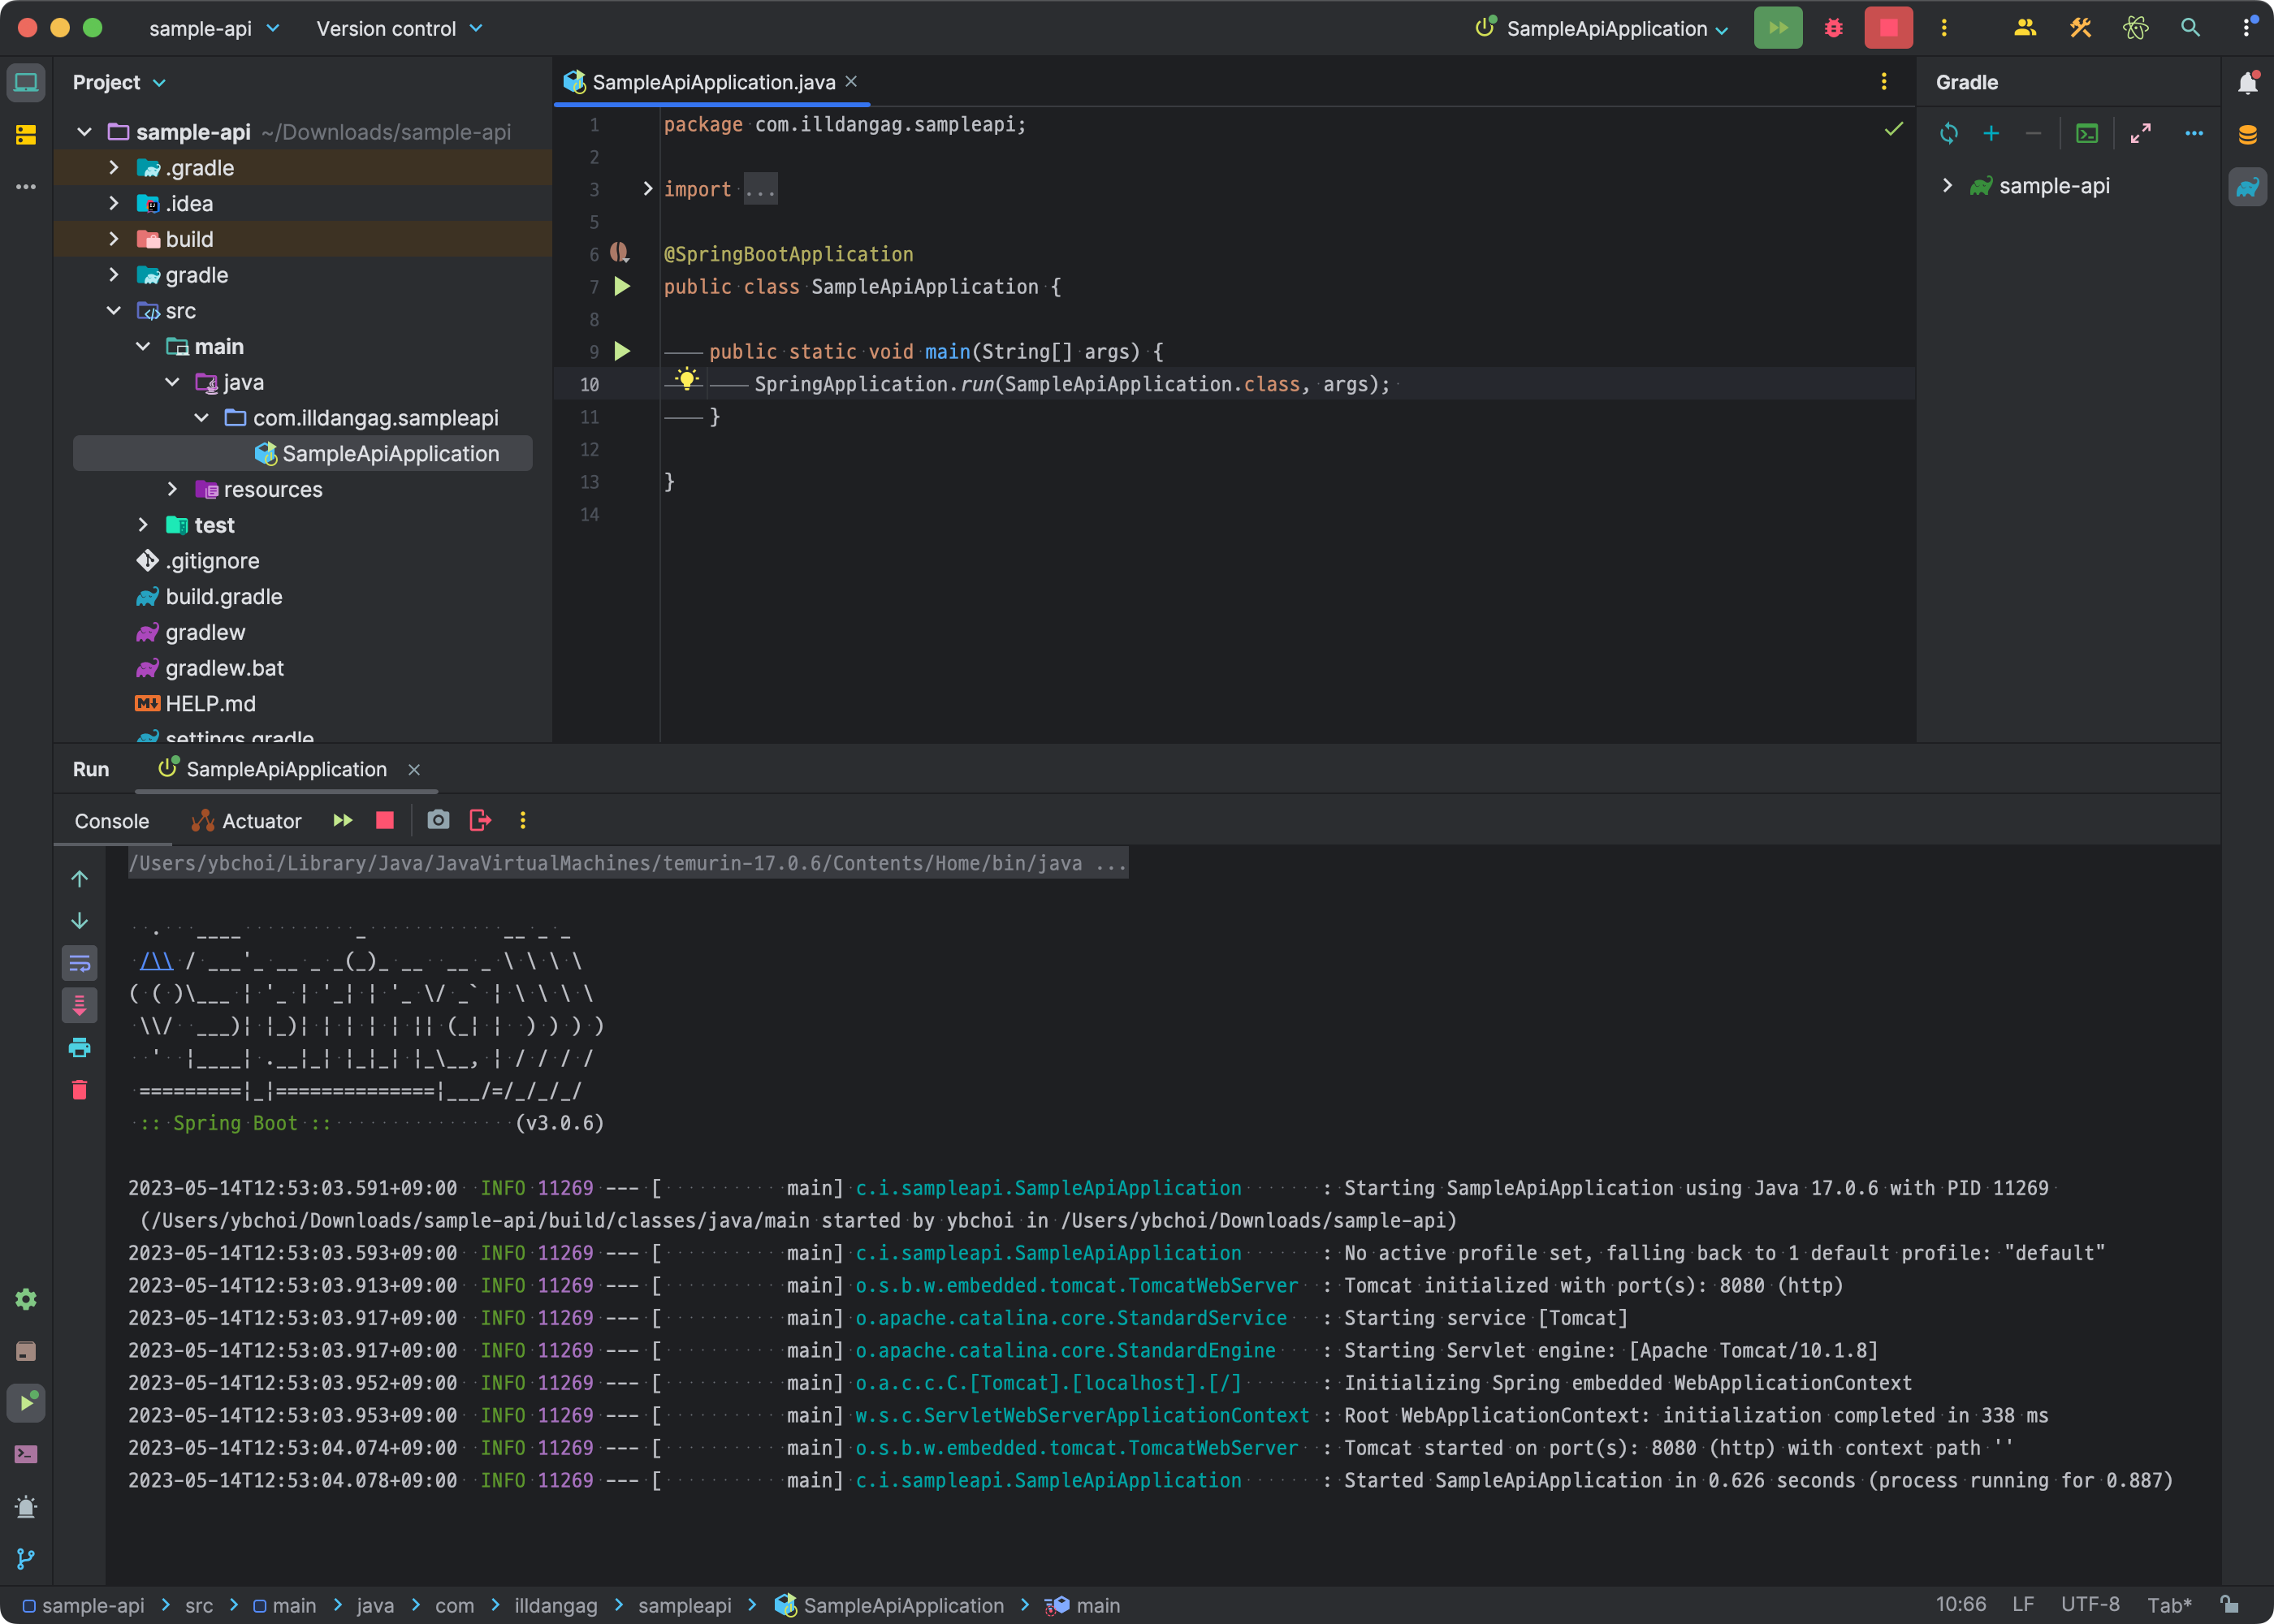 sample-api Version control SampleApiApplication
Project
SampleApiApplication.java
Gradle
sample-api ~/Downloads/sample-api
.gradle
.idea
build
gradle
src
main
java
com.illdangag.sampleapi
SampleApiApplication
resources
test
.gitignore
build.gradle
gradlew
gradlew.bat
HELP.md
settings.gradle
1 package com.illdangag.sampleapi;
2
3 import ...
5
6 @SpringBootApplication
7 public class SampleApiApplication {
8
9 public static void main(String[] args) {
10 SpringApplication.run(SampleApiApplication.class, args);
11 }
12
13 }
14
sample-api
Run SampleApiApplication
Console Actuator
/Users/ybchoi/Library/Java/JavaVirtualMachines/temurin-17.0.6/Contents/Home/bin/java ...
  .   ____          _            __ _ _
 /\\ / ___'_ __ _ _(_)_ __  __ _ \ \ \ \
( ( )\___ | '_ | '_| | '_ \/ _` | \ \ \ \
 \\/  ___)| |_)| | | | | || (_| |  ) ) ) )
  '  |____| .__|_| |_|_| |_\__, | / / / /
 =========|_|==============|___/=/_/_/_/
 :: Spring Boot ::                (v3.0.6)
2023-05-14T12:53:03.591+09:00  INFO 11269 --- [           main] c.i.sampleapi.SampleApiApplication       : Starting SampleApiApplication using Java 17.0.6 with PID 11269
 (/Users/ybchoi/Downloads/sample-api/build/classes/java/main started by ybchoi in /Users/ybchoi/Downloads/sample-api)
2023-05-14T12:53:03.593+09:00  INFO 11269 --- [           main] c.i.sampleapi.SampleApiApplication       : No active profile set, falling back to 1 default profile: "default"
2023-05-14T12:53:03.913+09:00  INFO 11269 --- [           main] o.s.b.w.embedded.tomcat.TomcatWebServer  : Tomcat initialized with port(s): 8080 (http)
2023-05-14T12:53:03.917+09:00  INFO 11269 --- [           main] o.apache.catalina.core.StandardService   : Starting service [Tomcat]
2023-05-14T12:53:03.917+09:00  INFO 11269 --- [           main] o.apache.catalina.core.StandardEngine    : Starting Servlet engine: [Apache Tomcat/10.1.8]
2023-05-14T12:53:03.952+09:00  INFO 11269 --- [           main] o.a.c.c.C.[Tomcat].[localhost].[/]       : Initializing Spring embedded WebApplicationContext
2023-05-14T12:53:03.953+09:00  INFO 11269 --- [           main] w.s.c.ServletWebServerApplicationContext : Root WebApplicationContext: initialization completed in 338 ms
2023-05-14T12:53:04.074+09:00  INFO 11269 --- [           main] o.s.b.w.embedded.tomcat.TomcatWebServer  : Tomcat started on port(s): 8080 (http) with context path ''
2023-05-14T12:53:04.078+09:00  INFO 11269 --- [           main] c.i.sampleapi.SampleApiApplication       : Started SampleApiApplication in 0.626 seconds (process running for 0.887)
sample-api > src > main > java > com > illdangag > sampleapi > SampleApiApplication > main 10:66 LF UTF-8 Tab*